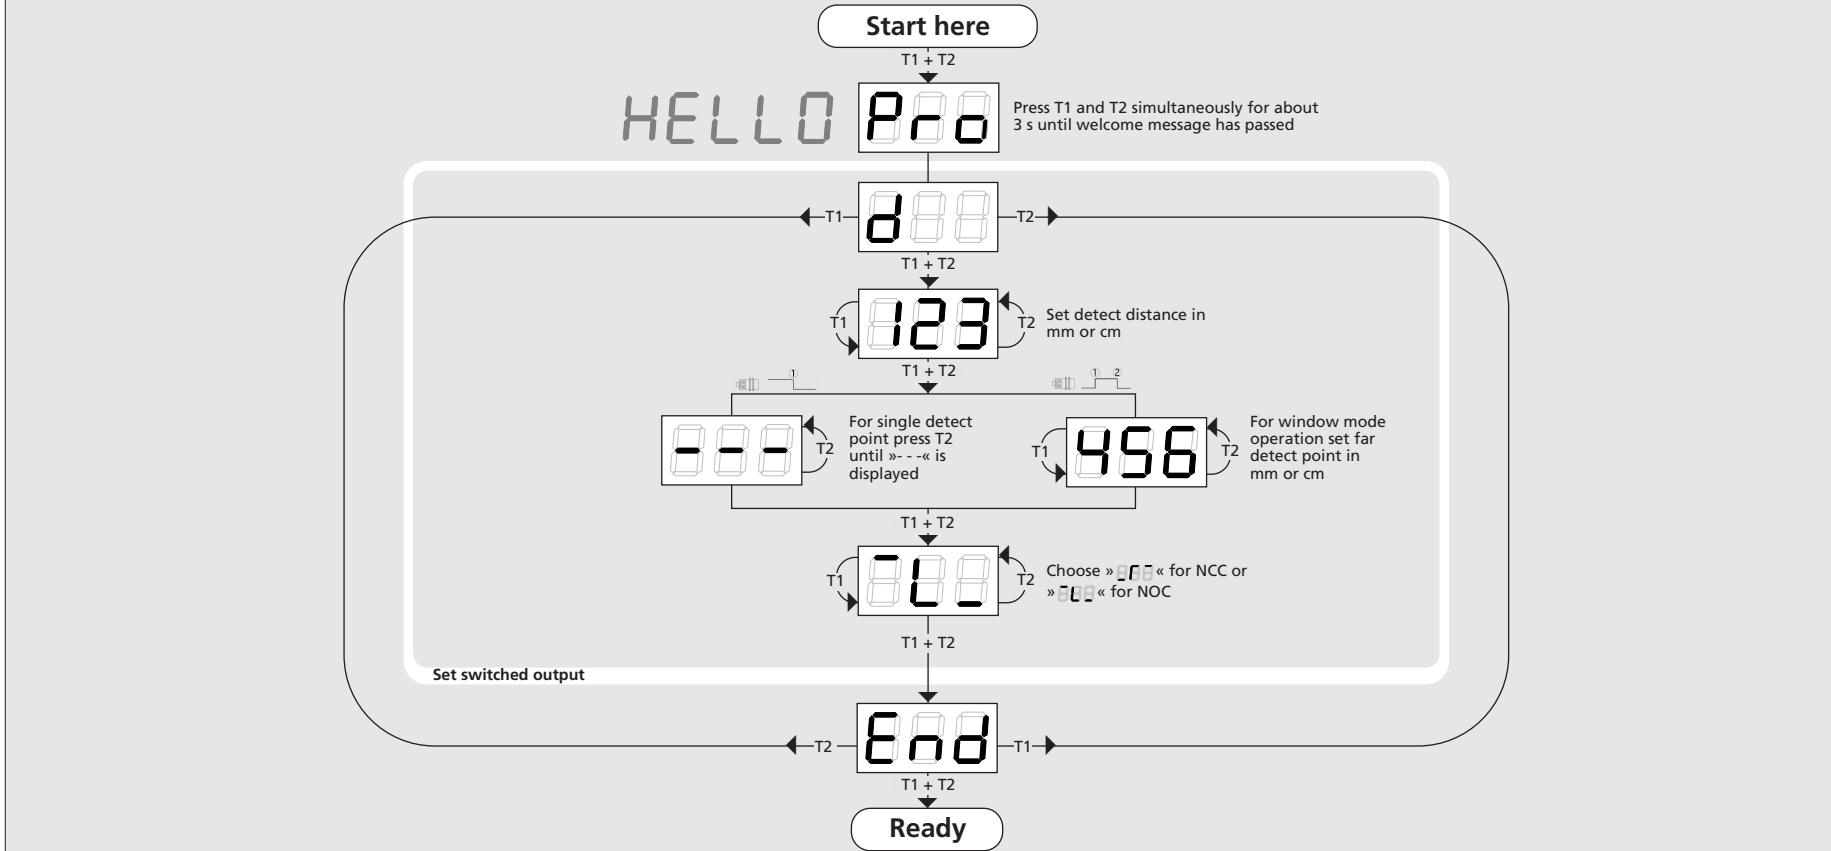 Start here
T1 + T2
HELLO
Pro
Press T1 and T2 simultaneously for about
3 s until welcome message has passed
T1
d
T2
T1 + T2
T1
123
T2
Set detect distance in
mm or cm
T1 + T2
①
① ②
- - -
T2
For single detect
point press T2
until »- - -« is
displayed
T1
456
T2
For window mode
operation set far
detect point in
mm or cm
T1 + T2
T1
¯L_
T2
Choose »_Γ¯« for NCC or
»¯L_« for NOC
T1 + T2
Set switched output
T2
End
T1
T1 + T2
Ready